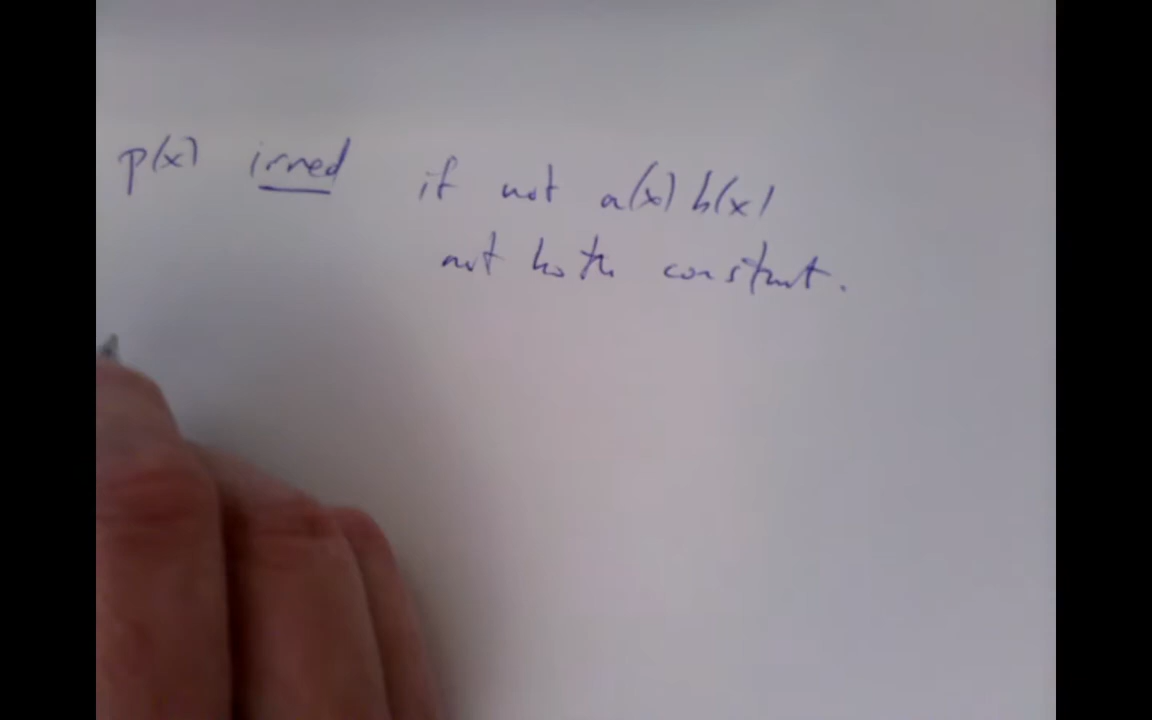 p(x) irred if not a(x) b(x)
not both constant.